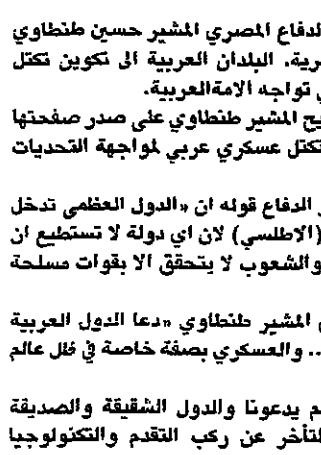 لدفاع المصري المشير حسين طنطاوي
رية، البلدان العربية الى تكوين تكتل
ي تواجه الامةالعربية.
يح المشير طنطاوي على صدر صفحتها
تكتل عسكري عربي لمواجهة التحديات
ر الدفاع قوله ان «الدول العظمى تدخل
(الاطلسي) لان اي دولة لا تستطيع ان
والشعوب لا يتحقق الا بقوات مسلحة
المشير طنطاوي «دعا الدول العربية
.. والعسكري بصفة خاصة في ظل عالم
م يدعونا والدول الشقيقة والصديقة
لتأخر عن ركب التقدم والتكنولوجيا